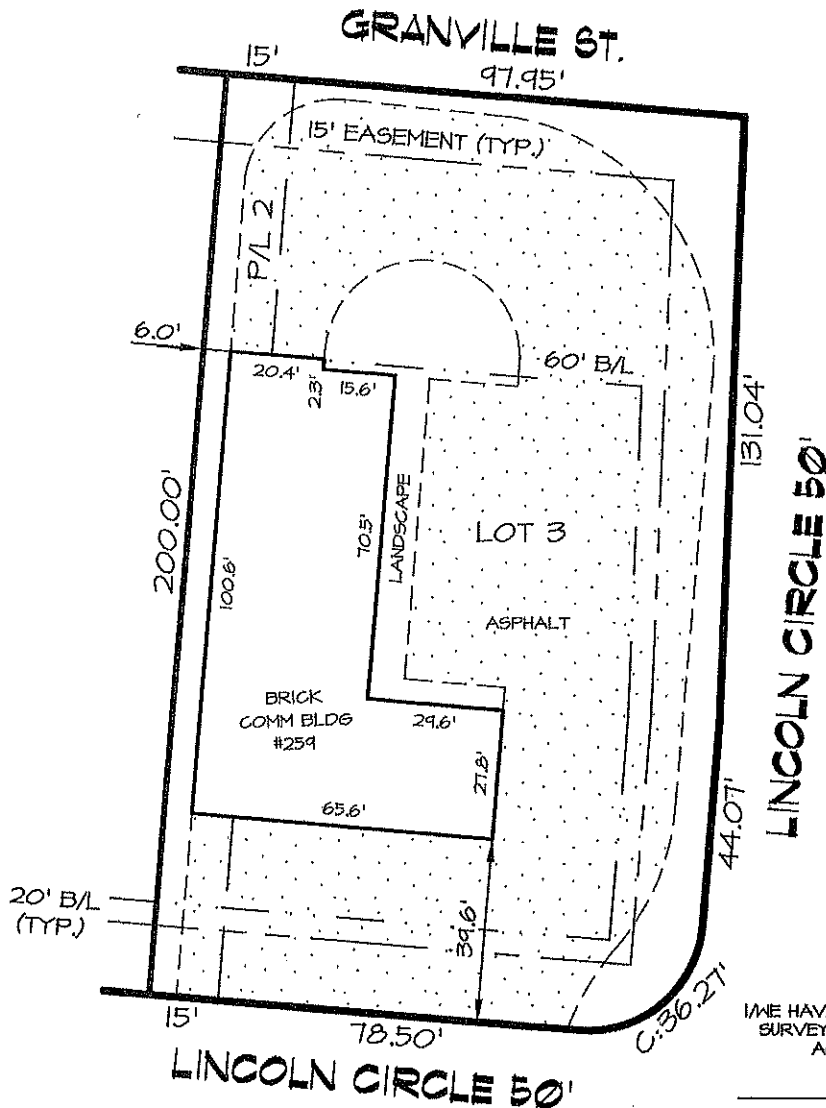 GRANVILLE ST.
15'
97.95'
15' EASEMENT (TYP.)
P/L 2
6.0'
20.4'
2.3'
15.6'
60' B/L
131.04'
LINCOLN CIRCLE 50'
200.00'
100.6'
70.5'
LANDSCAPE
LOT 3
ASPHALT
BRICK
COMM BLDG
#259
29.6'
27.8'
65.6'
44.07'
20' B/L
(TYP.)
39.6'
C:36.27'
15'
78.50'
LINCOLN CIRCLE 50'
I/WE HAV
SURVEY
A